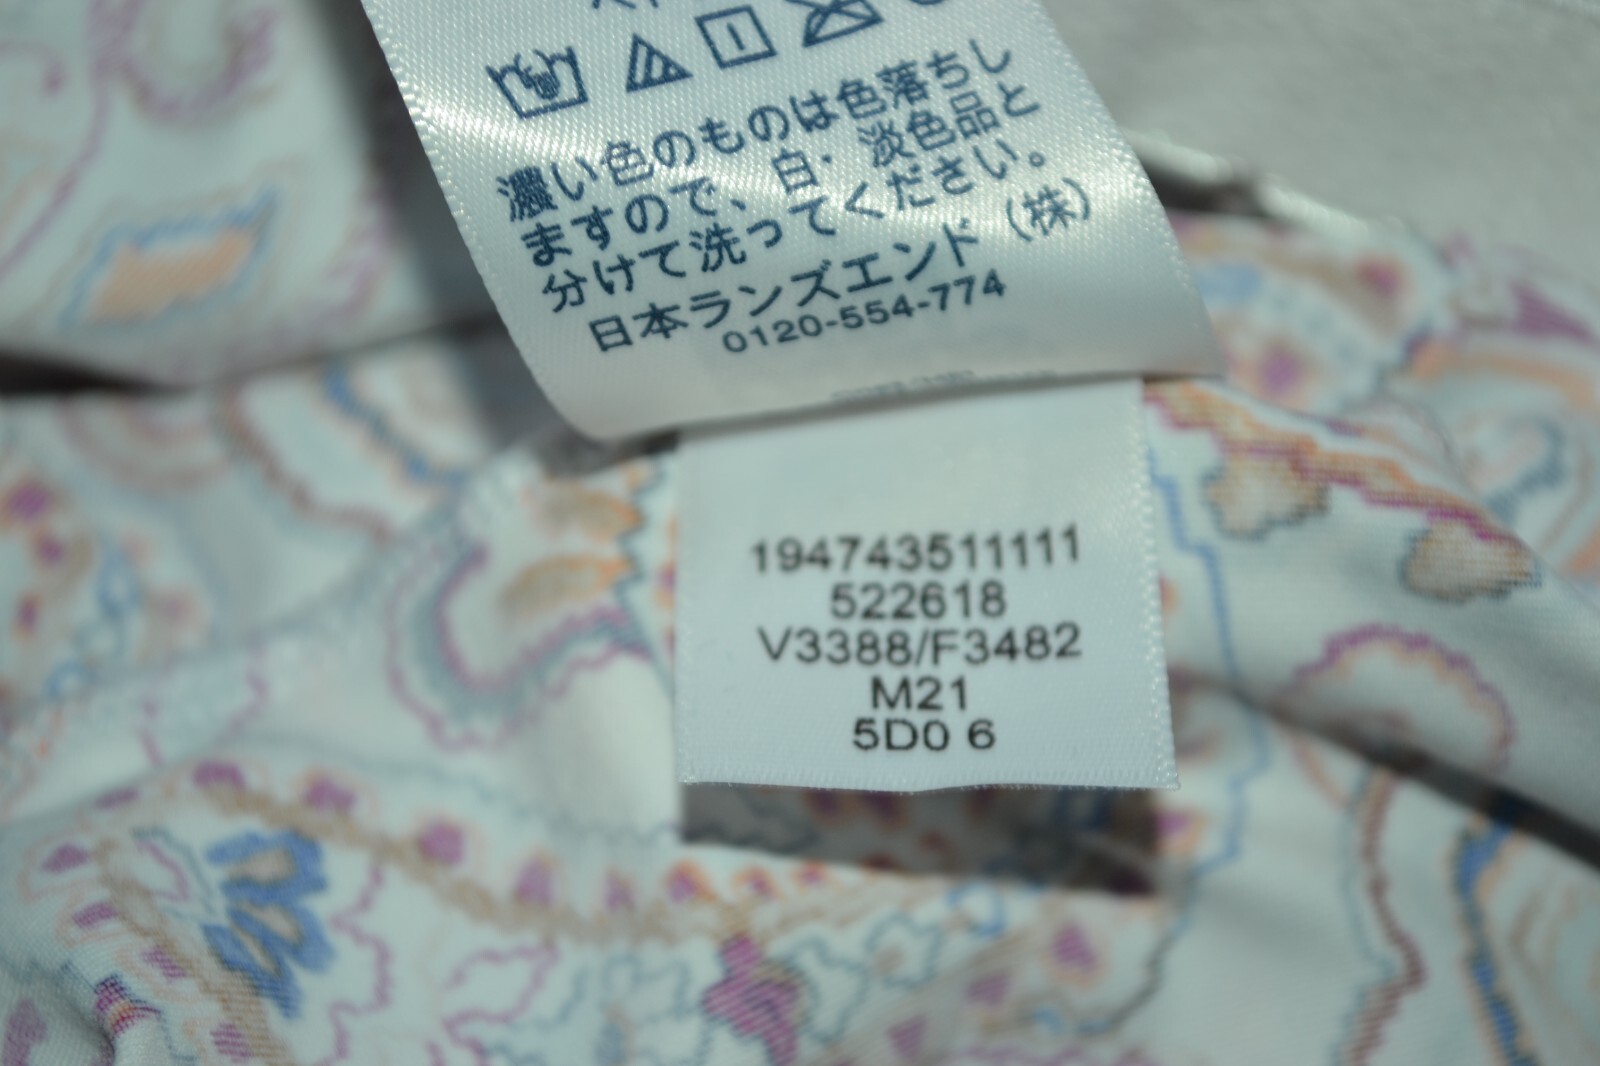 濃い色のものは色落ちし
ますので、白・淡色品と
分けて洗ってください。
日本ランズエンド（株）
0120-554-774
194743511111
522618
V3388/F3482
M21
5D0 6